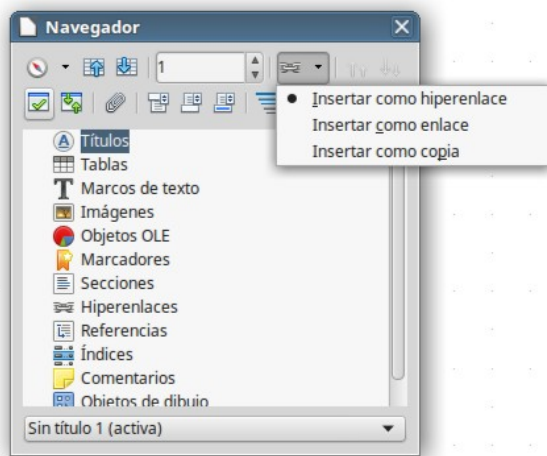 Navegador
1
Insertar como hiperenlace
Insertar como enlace
Insertar como copia
Títulos
Tablas
Marcos de texto
Imágenes
Objetos OLE
Marcadores
Secciones
Hiperenlaces
Referencias
Índices
Comentarios
Objetos de dibujo
Sin título 1 (activa)